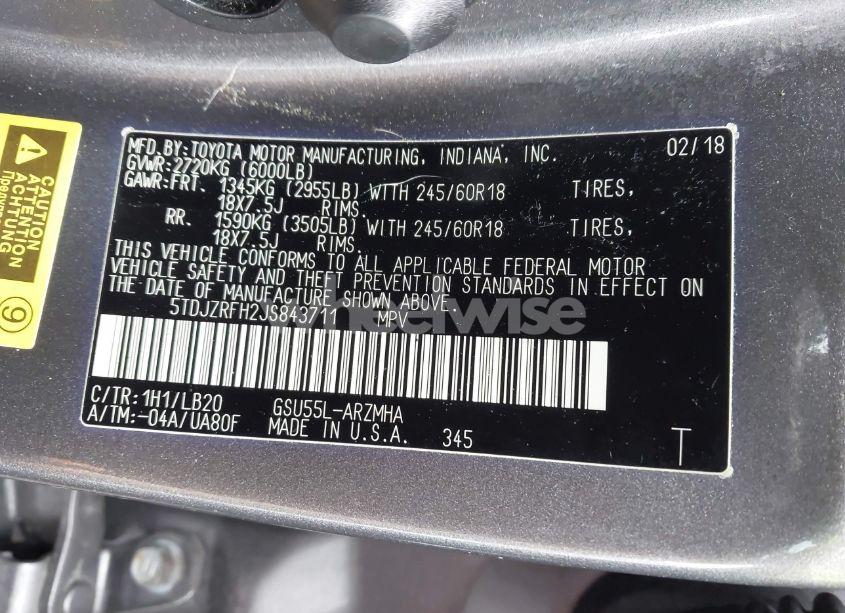 MFD.BY:TOYOTA MOTOR MANUFACTURING, INDIANA, INC. 02/18
GVWR:2720KG (6000LB)
GAWR:FRT. 1345KG (2955LB) WITH 245/60R18 TIRES,
18X7.5J RIMS.
RR. 1590KG (3505LB) WITH 245/60R18 TIRES,
18X7.5J RIMS.
THIS VEHICLE CONFORMS TO ALL APPLICABLE FEDERAL MOTOR
VEHICLE SAFETY AND THEFT PREVENTION STANDARDS IN EFFECT ON
THE DATE OF MANUFACTURE SHOWN ABOVE.
5TDJZRFH2JS843711 MPV
C/TR:1H1/LB20 GSU55L-ARZMHA
A/TM:-04A/UA80F MADE IN U.S.A. 345 T
CAUTION
ATTENTION
ACHTUNG
9
wheelwise